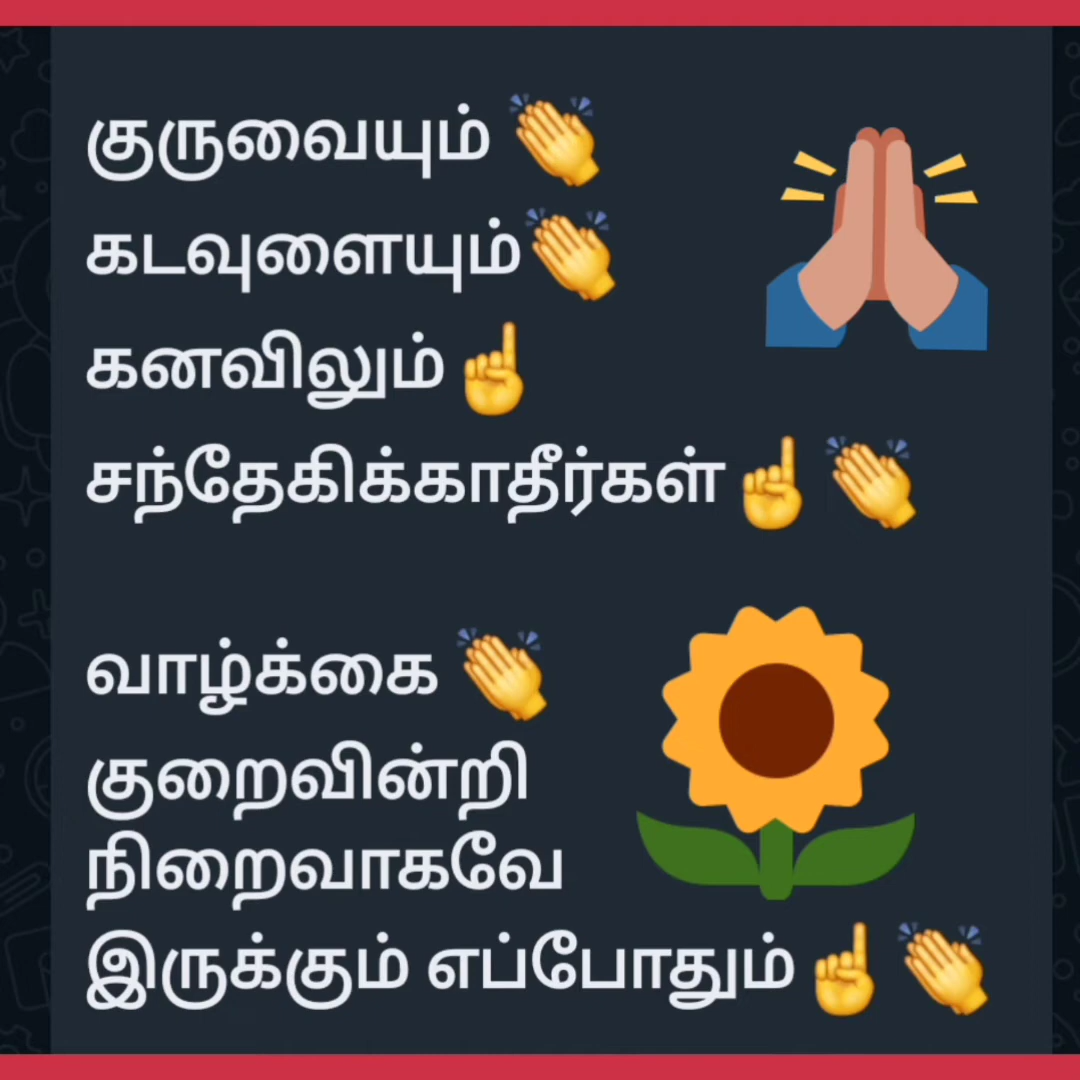 குருவையும் 👏
கடவுளையும்👏
கனவிலும்☝️
சந்தேகிக்காதீர்கள்☝️👏
வாழ்க்கை 👏
குறைவின்றி
நிறைவாகவே
இருக்கும் எப்போதும்☝️👏